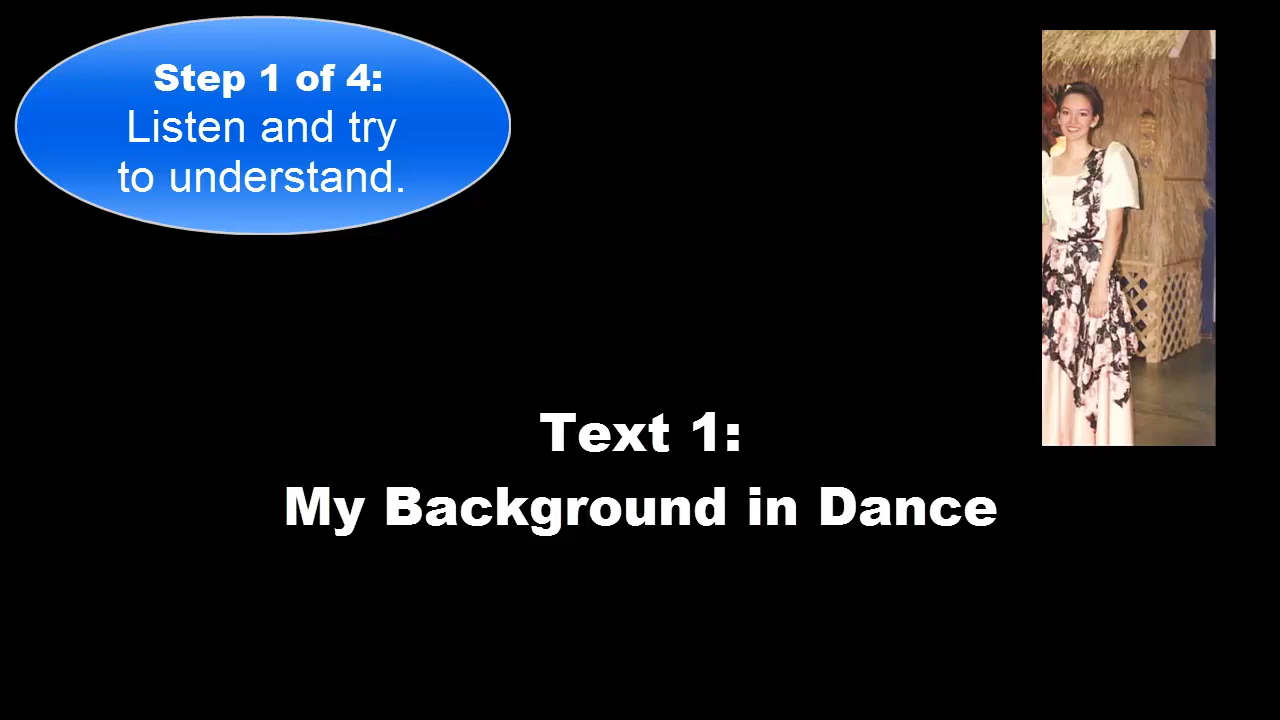 Step 1 of 4:
Listen and try
to understand.
Text 1:
My Background in Dance